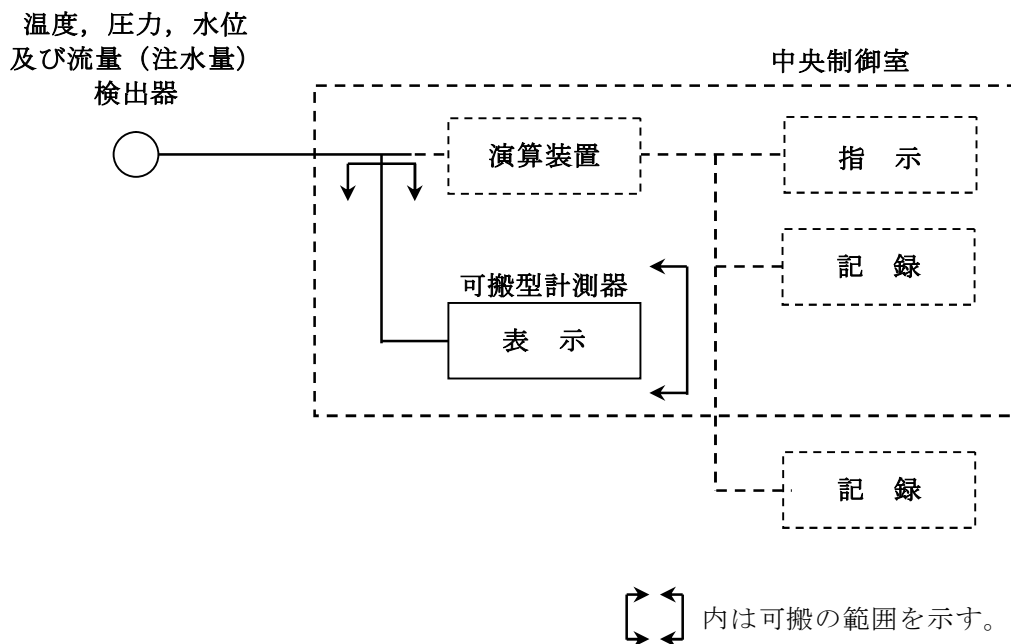 温度，圧力，水位
及び流量（注水量）
検出器
中央制御室
演算装置
指　示
記　録
可搬型計測器
表　示
記　録
内は可搬の範囲を示す。